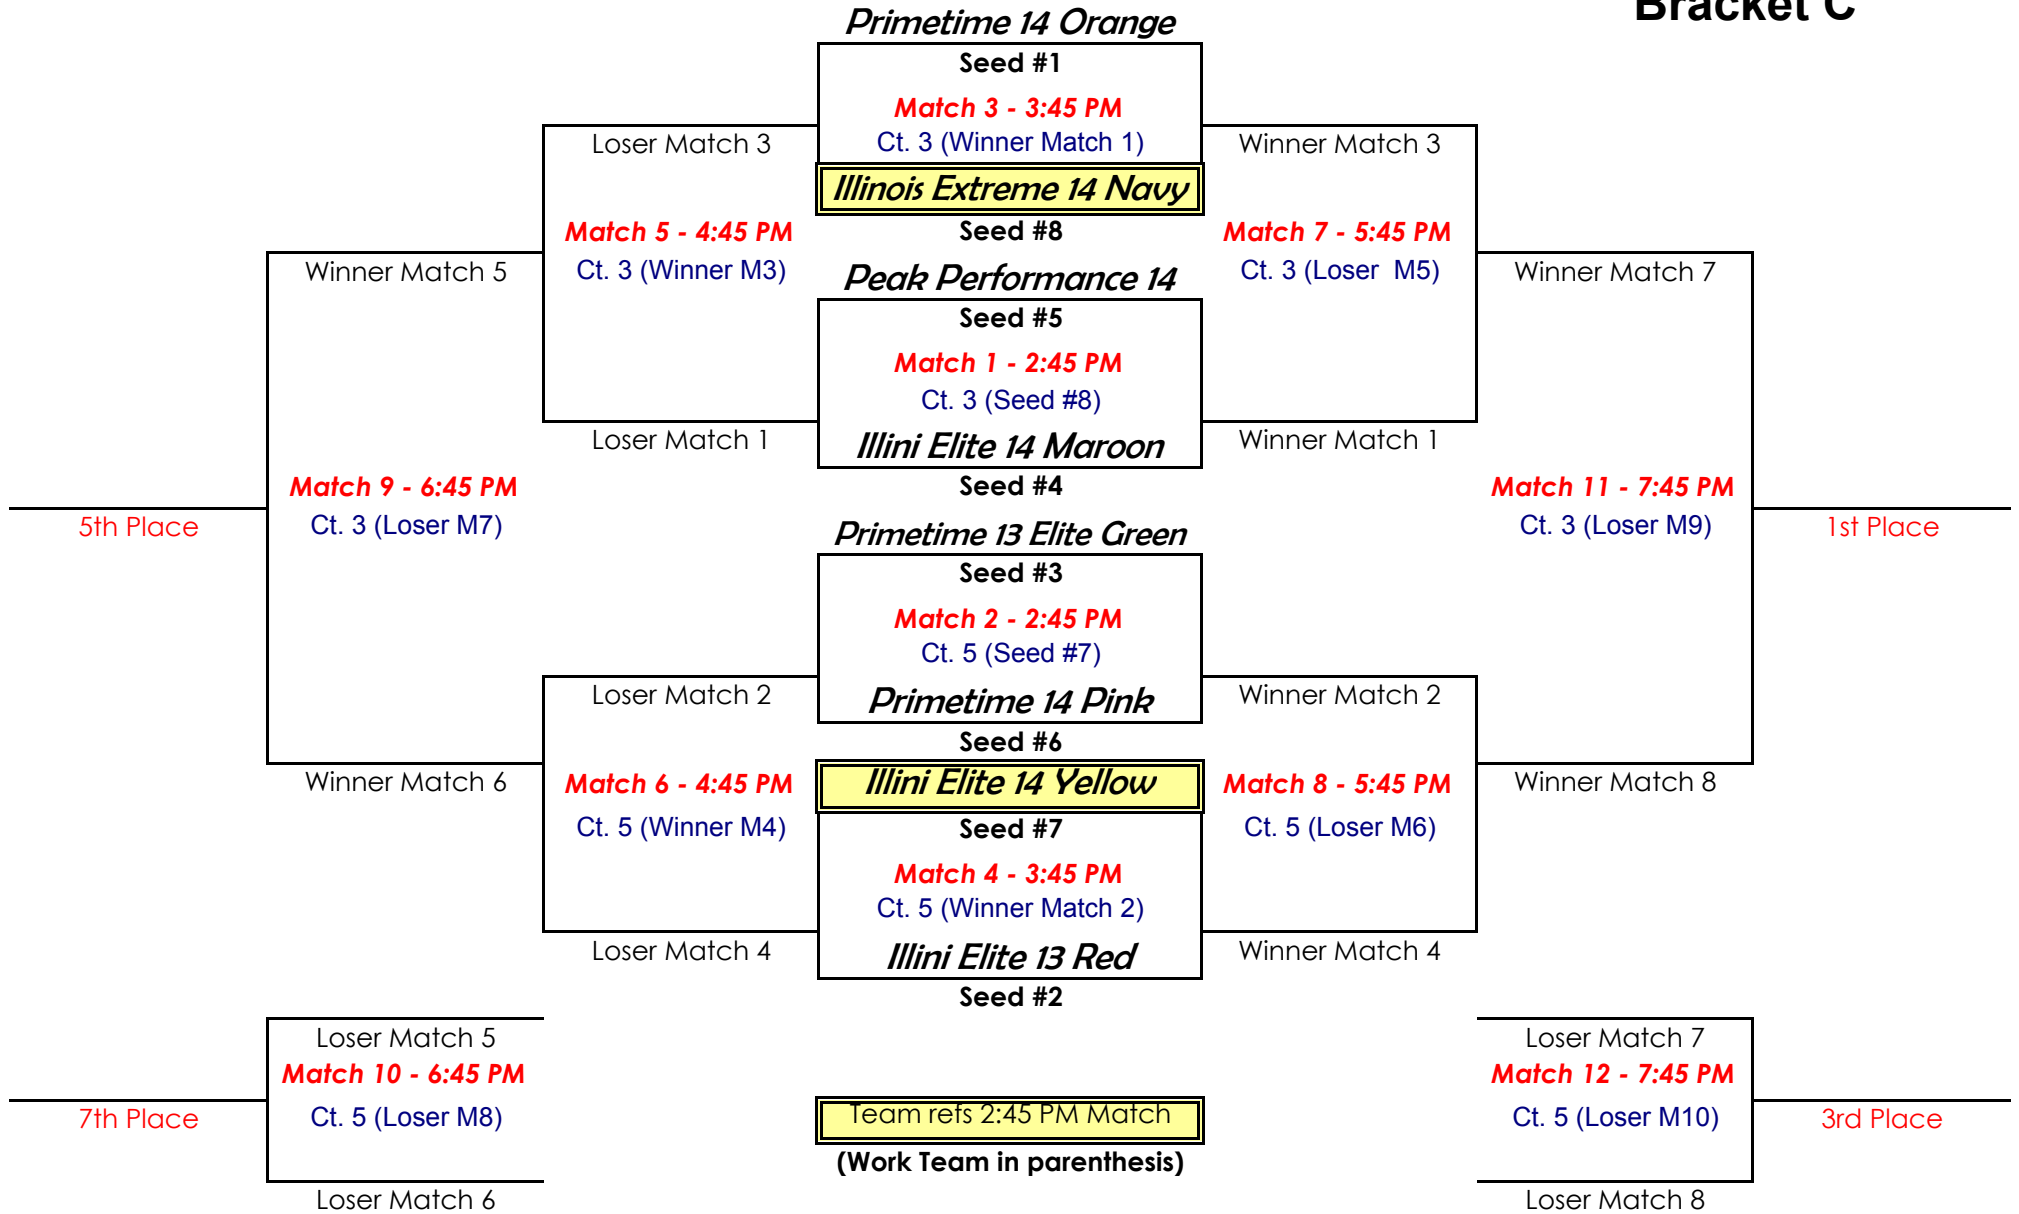 Bracket C
Primetime 14 Orange
Seed #1
Match 3 - 3:45 PM
Ct. 3 (Winner Match 1)
Loser Match 3
Winner Match 3
Illinois Extreme 14 Navy
Seed #8
Match 5 - 4:45 PM
Ct. 3 (Winner M3)
Match 7 - 5:45 PM
Ct. 3 (Loser  M5)
Winner Match 5
Winner Match 7
Peak Performance 14
Seed #5
Match 1 - 2:45 PM
Ct. 3 (Seed #8)
Loser Match 1
Winner Match 1
Illini Elite 14 Maroon
Seed #4
Match 9 - 6:45 PM
Ct. 3 (Loser M7)
5th Place
Match 11 - 7:45 PM
Ct. 3 (Loser M9)
1st Place
Primetime 13 Elite Green
Seed #3
Match 2 - 2:45 PM
Ct. 5 (Seed #7)
Loser Match 2
Winner Match 2
Primetime 14 Pink
Seed #6
Winner Match 6
Match 6 - 4:45 PM
Ct. 5 (Winner M4)
Illini Elite 14 Yellow
Seed #7
Match 8 - 5:45 PM
Ct. 5 (Loser M6)
Winner Match 8
Match 4 - 3:45 PM
Ct. 5 (Winner Match 2)
Loser Match 4
Winner Match 4
Illini Elite 13 Red
Seed #2
Loser Match 5
Match 10 - 6:45 PM
Ct. 5 (Loser M8)
7th Place
Loser Match 6
Team refs 2:45 PM Match
(Work Team in parenthesis)
Loser Match 7
Match 12 - 7:45 PM
Ct. 5 (Loser M10)
3rd Place
Loser Match 8